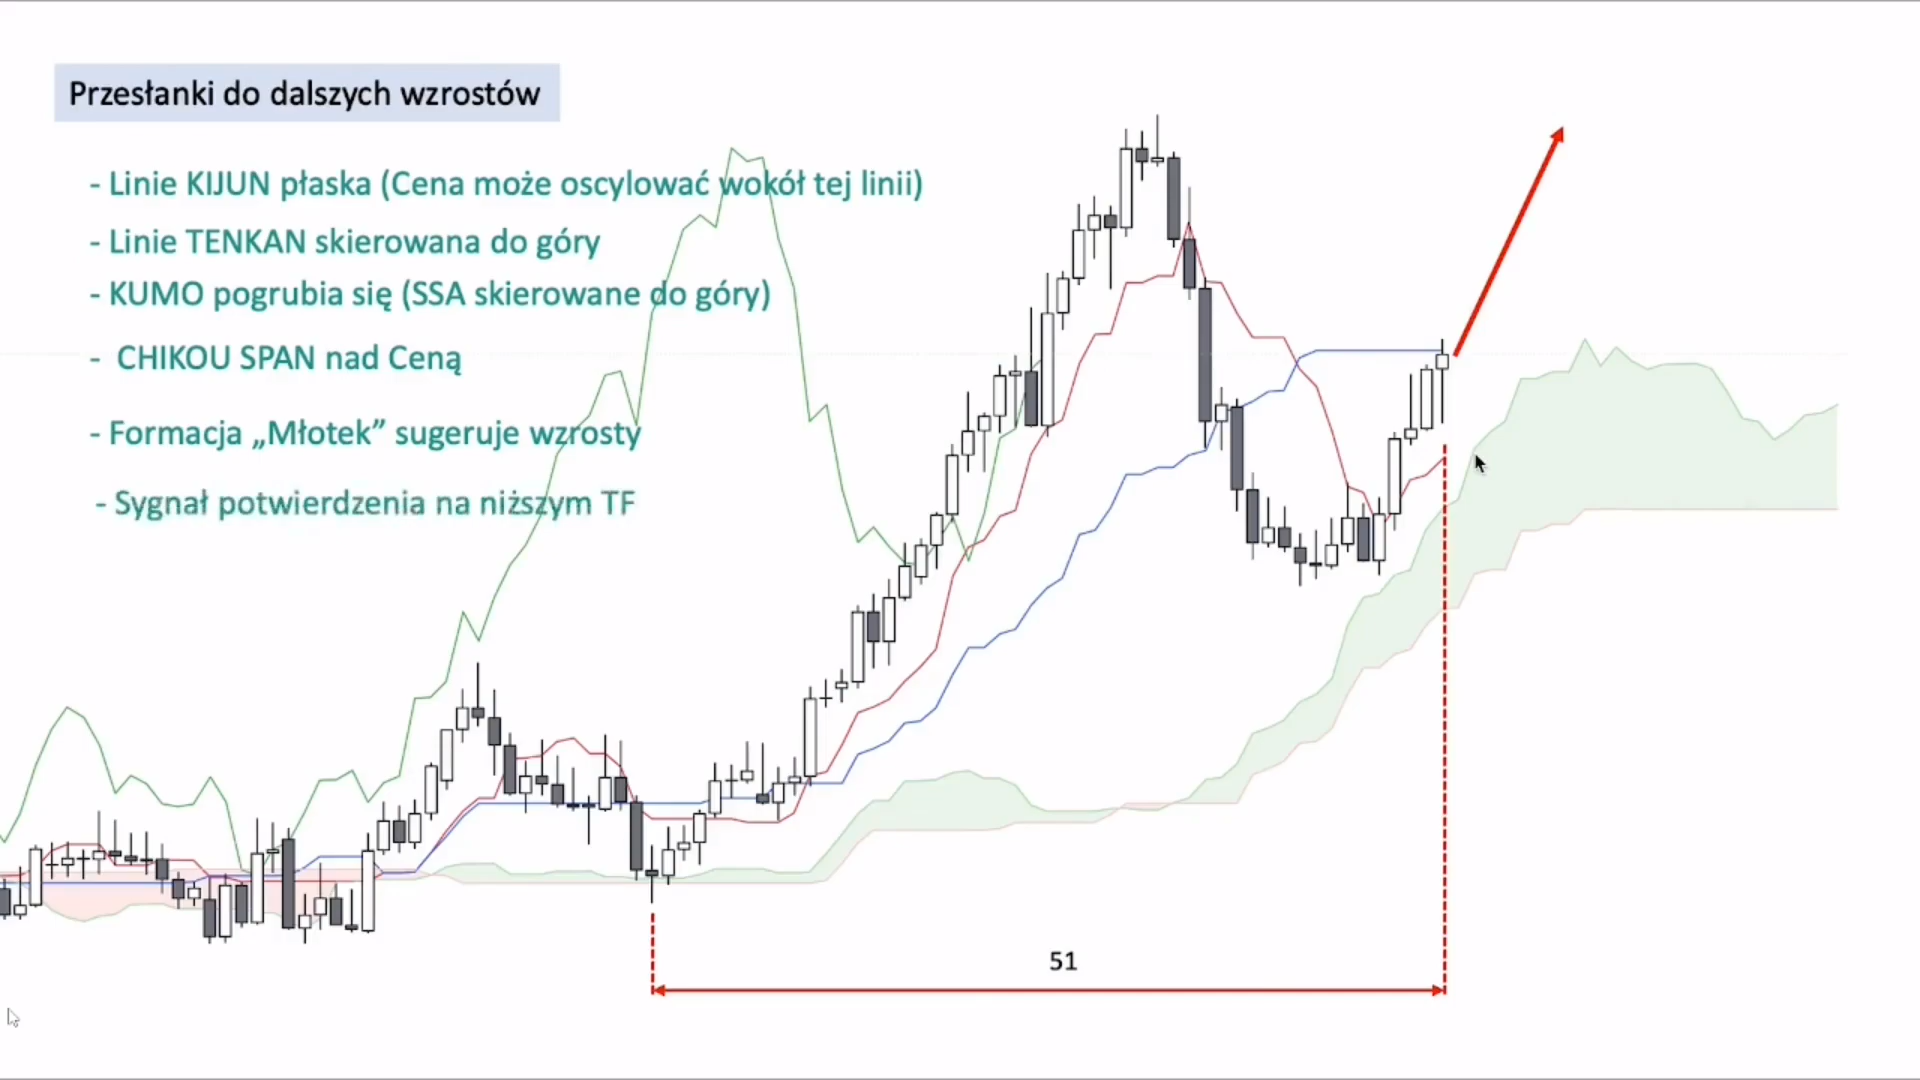 Przesłanki do dalszych wzrostów
- Linie KIJUN płaska (Cena może oscylować wokół tej linii)
- Linie TENKAN skierowana do góry
- KUMO pogrubia się (SSA skierowane do góry)
- CHIKOU SPAN nad Ceną
- Formacja „Młotek” sugeruje wzrosty
- Sygnał potwierdzenia na niższym TF
51